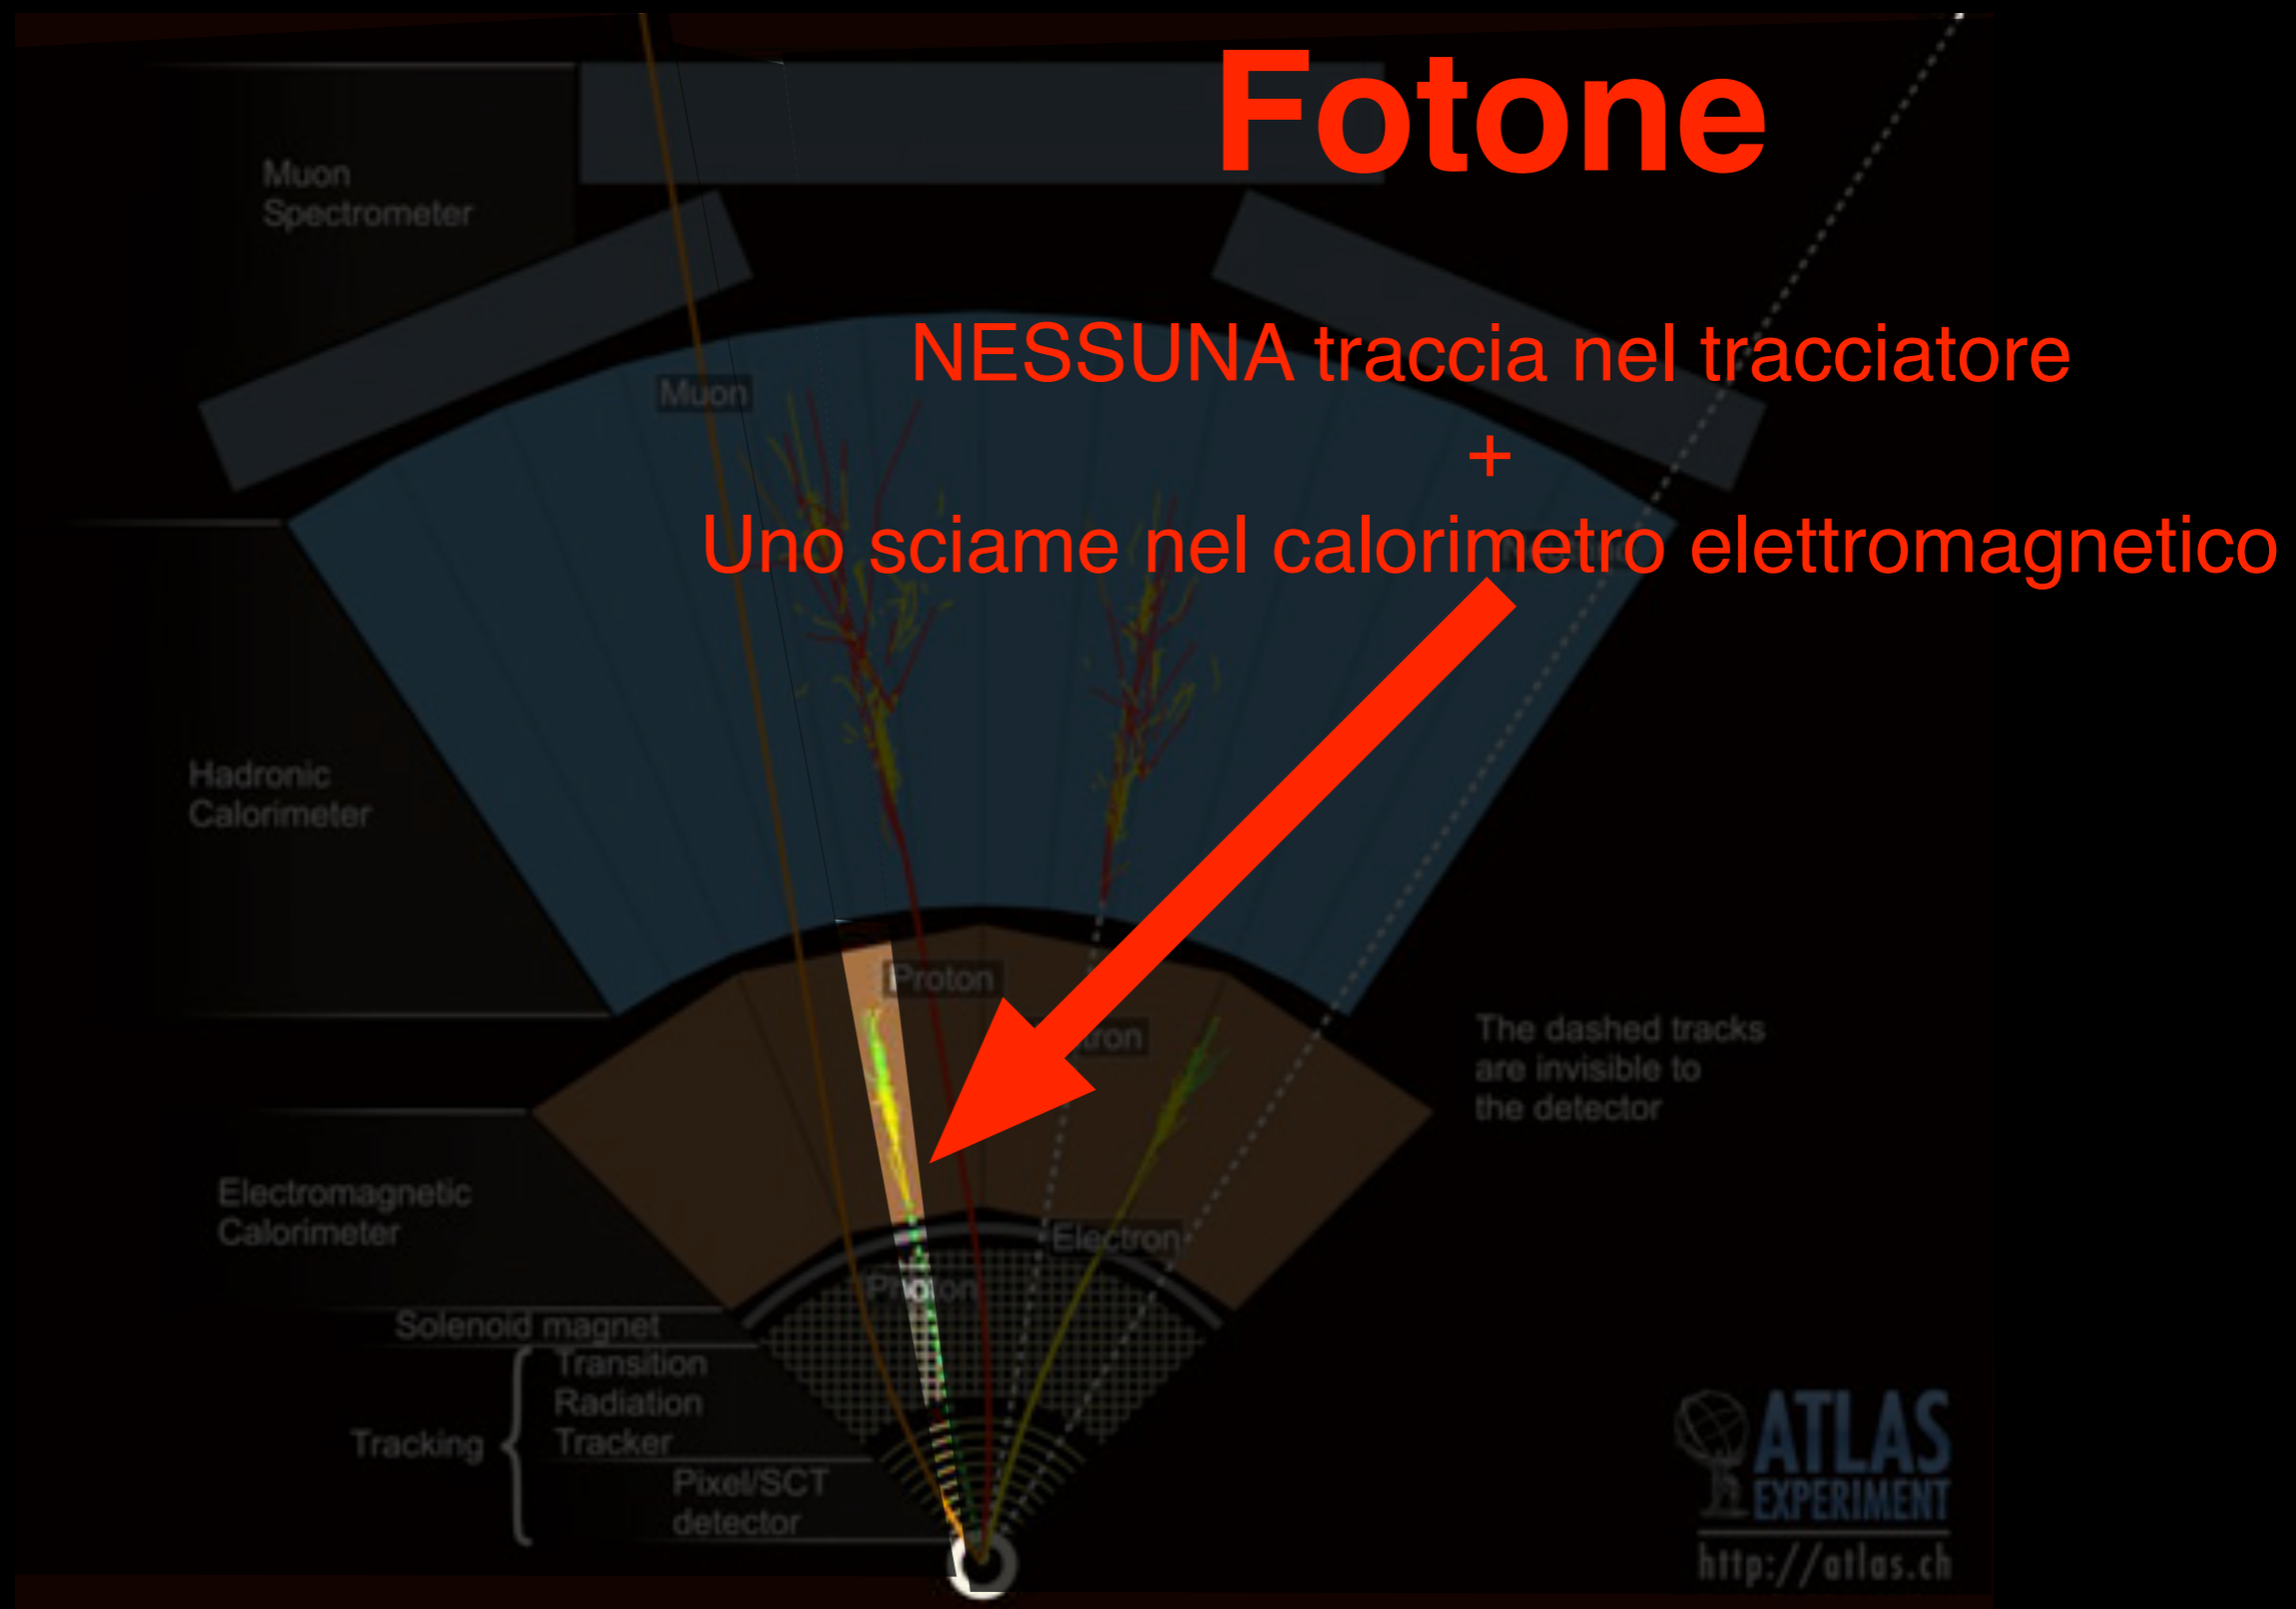 Fotone
Muon
Spectrometer
NESSUNA traccia nel tracciatore
Muon
+
Uno sciame nel calorimetro elettromagnetico
Hadronic
Calorimeter
Proton
tron
The dashed tracks
are invisible to
the detector
Electromagnetic
Calorimeter
Electron
Photon
Solenoid magnet
Transition
Radiation
Tracker
Tracking
Pixel/SCT
detector
ATLAS
EXPERIMENT
http://atlas.ch